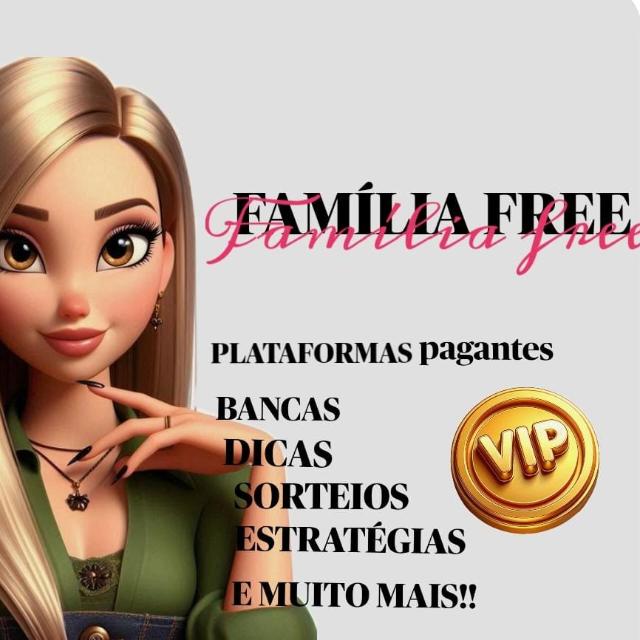 FAMÍLIA FREE
Família free
PLATAFORMAS pagantes
BANCAS
DICAS
SORTEIOS
ESTRATÉGIAS
E MUITO MAIS!!
VIP